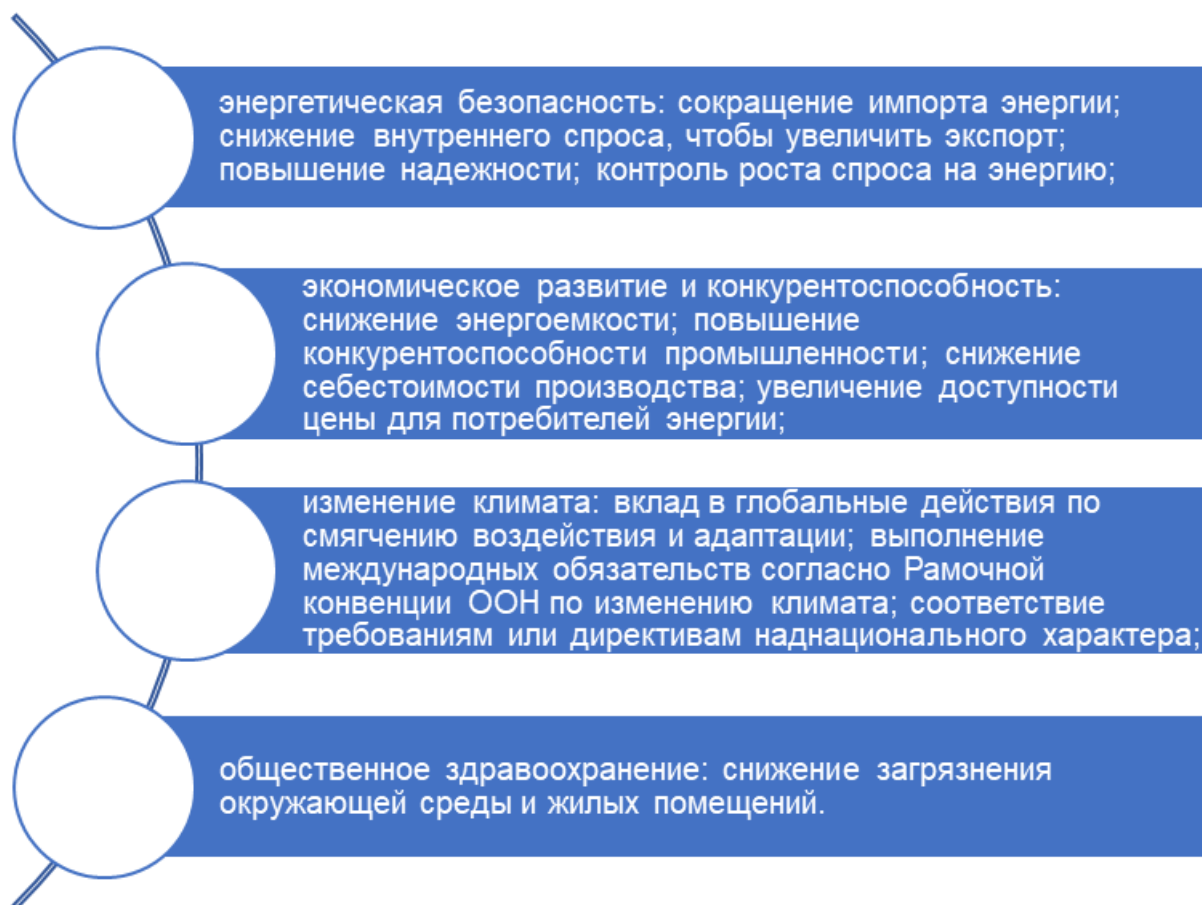 энергетическая безопасность: сокращение импорта энергии;
снижение внутреннего спроса, чтобы увеличить экспорт;
повышение надежности; контроль роста спроса на энергию;
экономическое развитие и конкурентоспособность:
снижение энергоемкости; повышение
конкурентоспособности промышленности; снижение
себестоимости производства; увеличение доступности
цены для потребителей энергии;
изменение климата: вклад в глобальные действия по
смягчению воздействия и адаптации; выполнение
международных обязательств согласно Рамочной
конвенции ООН по изменению климата; соответствие
требованиям или директивам наднационального характера;
общественное здравоохранение: снижение загрязнения
окружающей среды и жилых помещений.